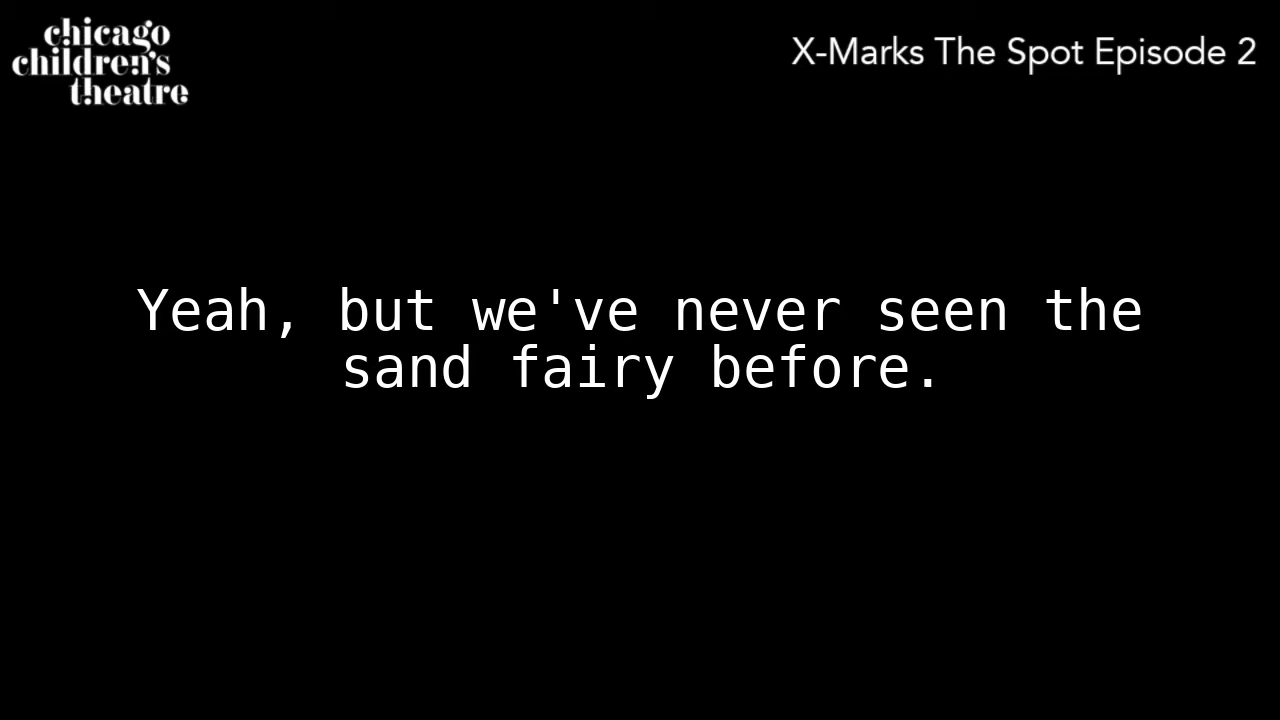 chicago
children's
theatre
X-Marks The Spot Episode 2
Yeah, but we've never seen the
sand fairy before.